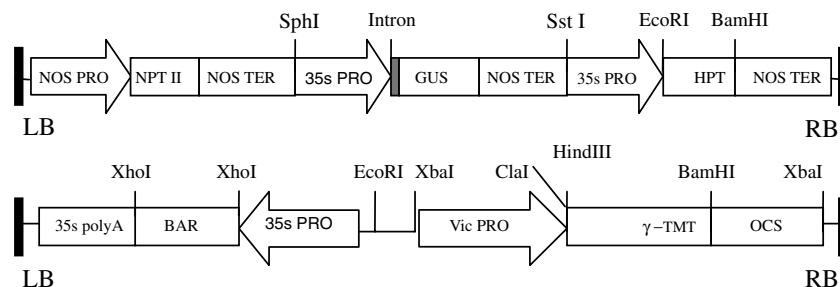 SphI Intron Sst I EcoRI BamHI
NOS PRO NPT II NOS TER 35s PRO GUS NOS TER 35s PRO HPT NOS TER
LB RB
HindIII
XhoI XhoI EcoRI XbaI ClaI BamHI XbaI
35s polyA BAR 35s PRO Vic PRO γ–TMT OCS
LB RB